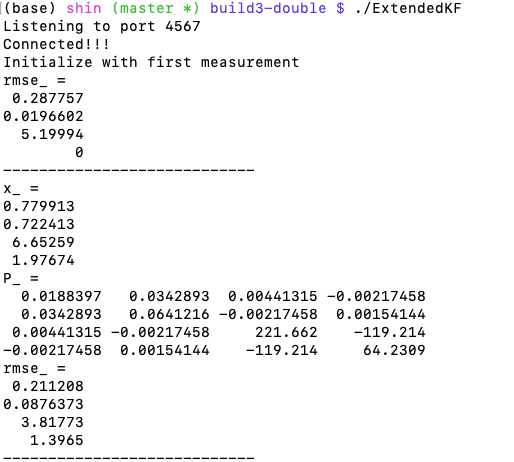 (base) shin (master *) build3-double $ ./ExtendedKF
Listening to port 4567
Connected!!!
Initialize with first measurement
rmse_ =
0.287757
0.0196602
5.19994
0
----------------------------
x_ =
0.779913
0.722413
6.65259
1.97674
P_ =
0.0188397 0.0342893 0.00441315 -0.00217458
0.0342893 0.0641216 -0.00217458 0.00154144
0.00441315 -0.00217458 221.662 -119.214
-0.00217458 0.00154144 -119.214 64.2309
rmse_ =
0.211208
0.0876373
3.81773
1.3965
----------------------------